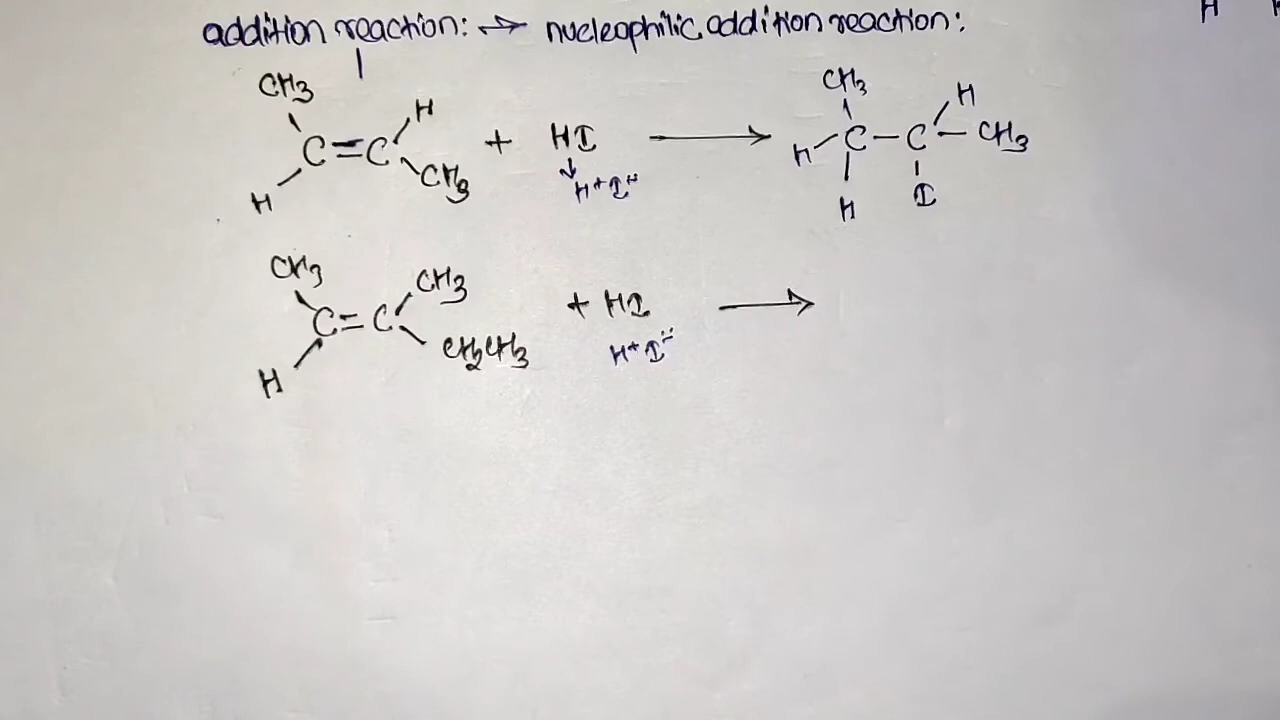 addition reaction: → nucleophilic addition reaction:
H
CH3 CH3
H H
C=C + HI → H C-C CH3
H CH3 H+I⁻ H I
CH3 CH3
C=C + HI →
H CH2CH3 H+I⁻